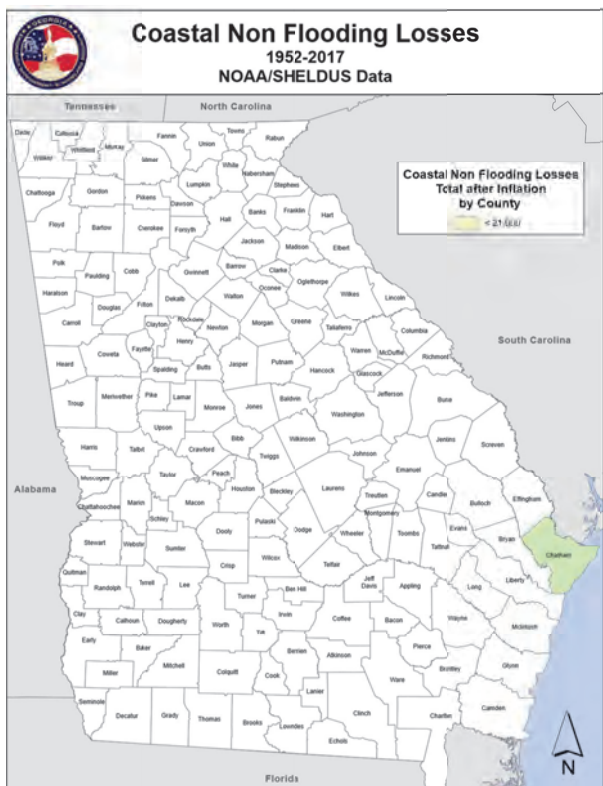 GEORGIA
Coastal Non Flooding Losses
1952-2017
NOAA/SHELDUS Data
Tennessee
North Carolina
Dade
Catoosa
Whitfield
Murray
Fannin
Towns
Union
Rabun
Walker
Gilmer
White
Habersham
Lumpkin
Stephens
Chattooga
Gordon
Pickens
Dawson
Hall
Banks
Franklin
Hart
Floyd
Bartow
Cherokee
Forsyth
Jackson
Madison
Elbert
Coastal Non Flooding Losses
Total after Inflation
by County
Polk
Paulding
Cobb
Gwinnett
Barrow
Clarke
Oglethorpe
Haralson
Douglas
Fulton
Dekalb
Walton
Oconee
Wilkes
Lincoln
Carroll
Clayton
Rockdale
Newton
Morgan
Greene
Taliaferro
Columbia
McDuffie
Warren
Richmond
South Carolina
Heard
Coweta
Fayette
Henry
Spalding
Butts
Jasper
Putnam
Hancock
Glascock
Jefferson
Burke
Troup
Meriwether
Pike
Lamar
Monroe
Jones
Baldwin
Washington
Upson
Bibb
Wilkinson
Jenkins
Screven
Harris
Talbot
Crawford
Twiggs
Johnson
Emanuel
Muscogee
Taylor
Peach
Houston
Bleckley
Laurens
Treutlen
Candle
Bulloch
Effingham
Alabama
Chattahoochee
Marion
Macon
Schley
Pulaski
Dodge
Wheeler
Montgomery
Toombs
Tattnall
Evans
Bryan
Chatham
Stewart
Webster
Sumter
Dooly
Wilcox
Telfair
Liberty
Quitman
Randolph
Terrell
Lee
Crisp
Turner
Ben Hill
Jeff
Davis
Appling
Long
Clay
Calhoun
Dougherty
Worth
Irwin
Coffee
Bacon
Wayne
McIntosh
Early
Baker
Tift
Berrien
Atkinson
Pierce
Brantley
Glynn
Miller
Mitchell
Colquitt
Cook
Lanier
Ware
Seminole
Decatur
Grady
Thomas
Brooks
Lowndes
Clinch
Echols
Charlton
Camden
Florida
N